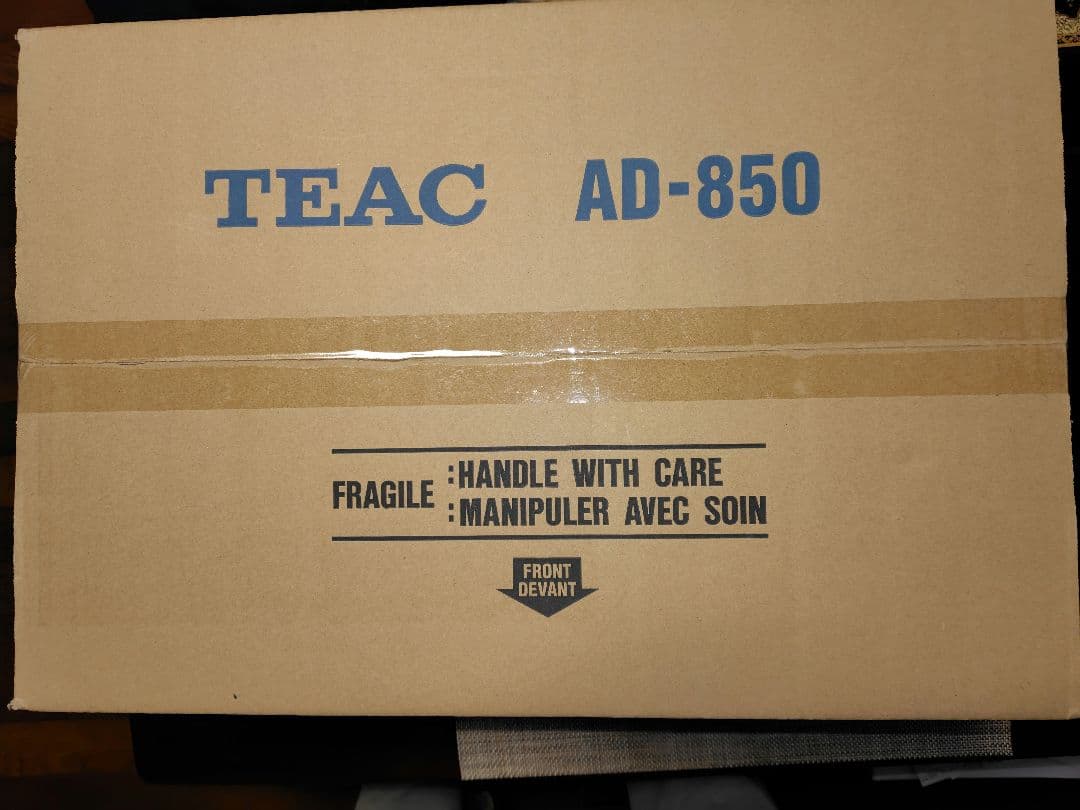 TEAC AD-850
FRAGILE :HANDLE WITH CARE
:MANIPULER AVEC SOIN
FRONT
DEVANT